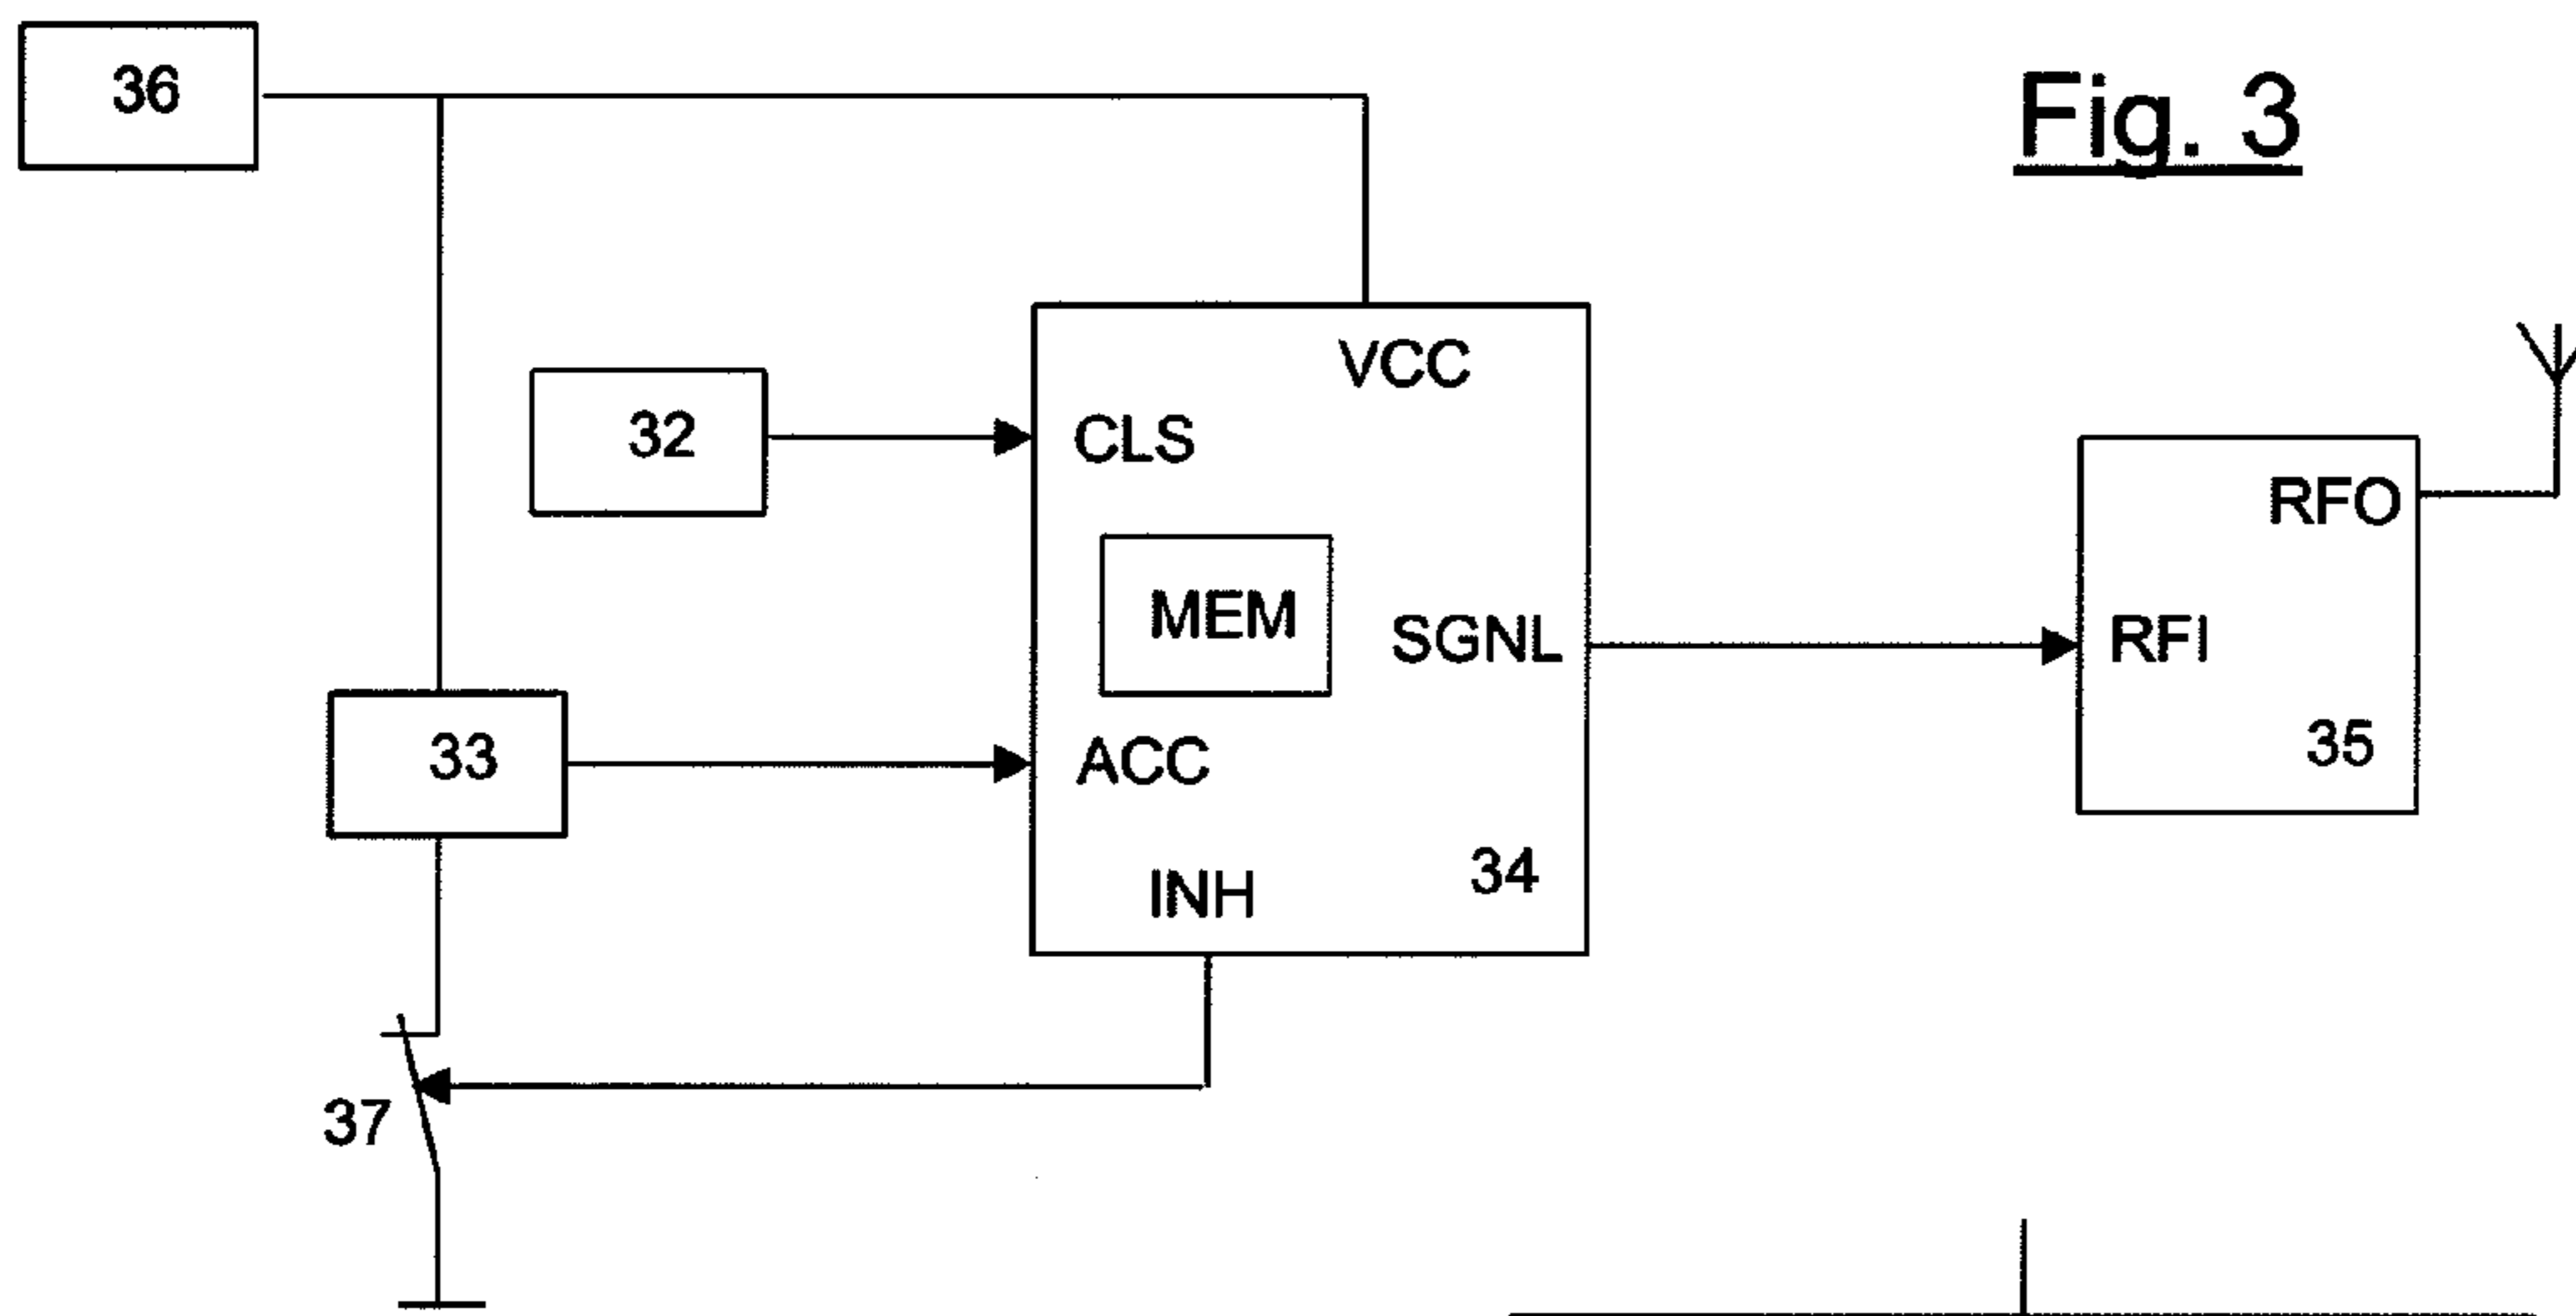 36
Fig. 3
VCC
32
CLS
RFO
MEM
SGNL
RFI
33
ACC
35
34
INH
37